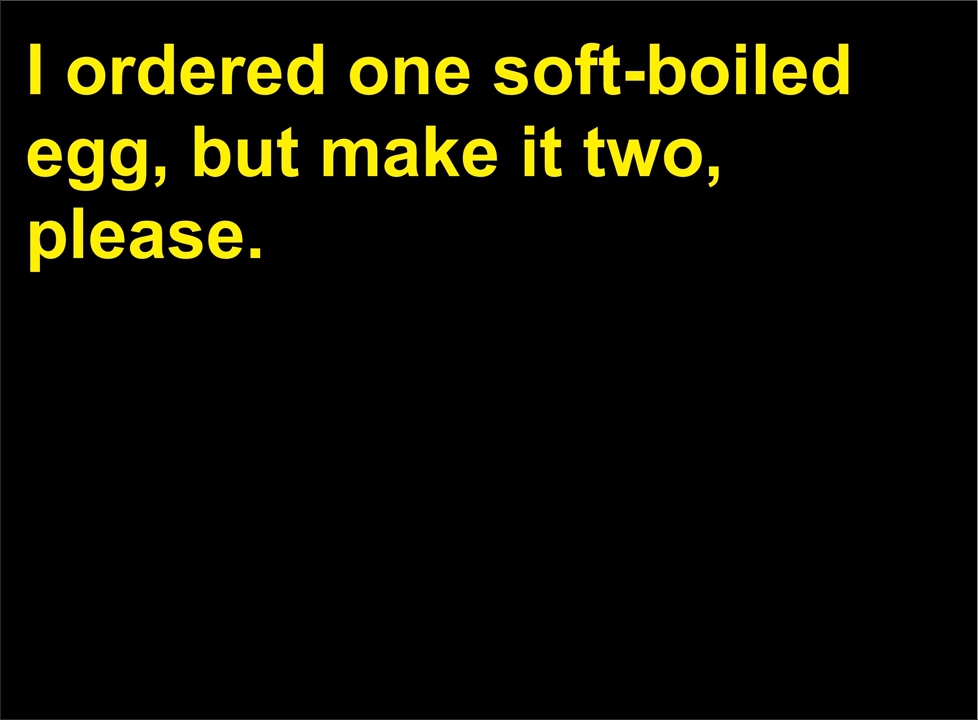 I ordered one soft-boiled
egg, but make it two,
please.